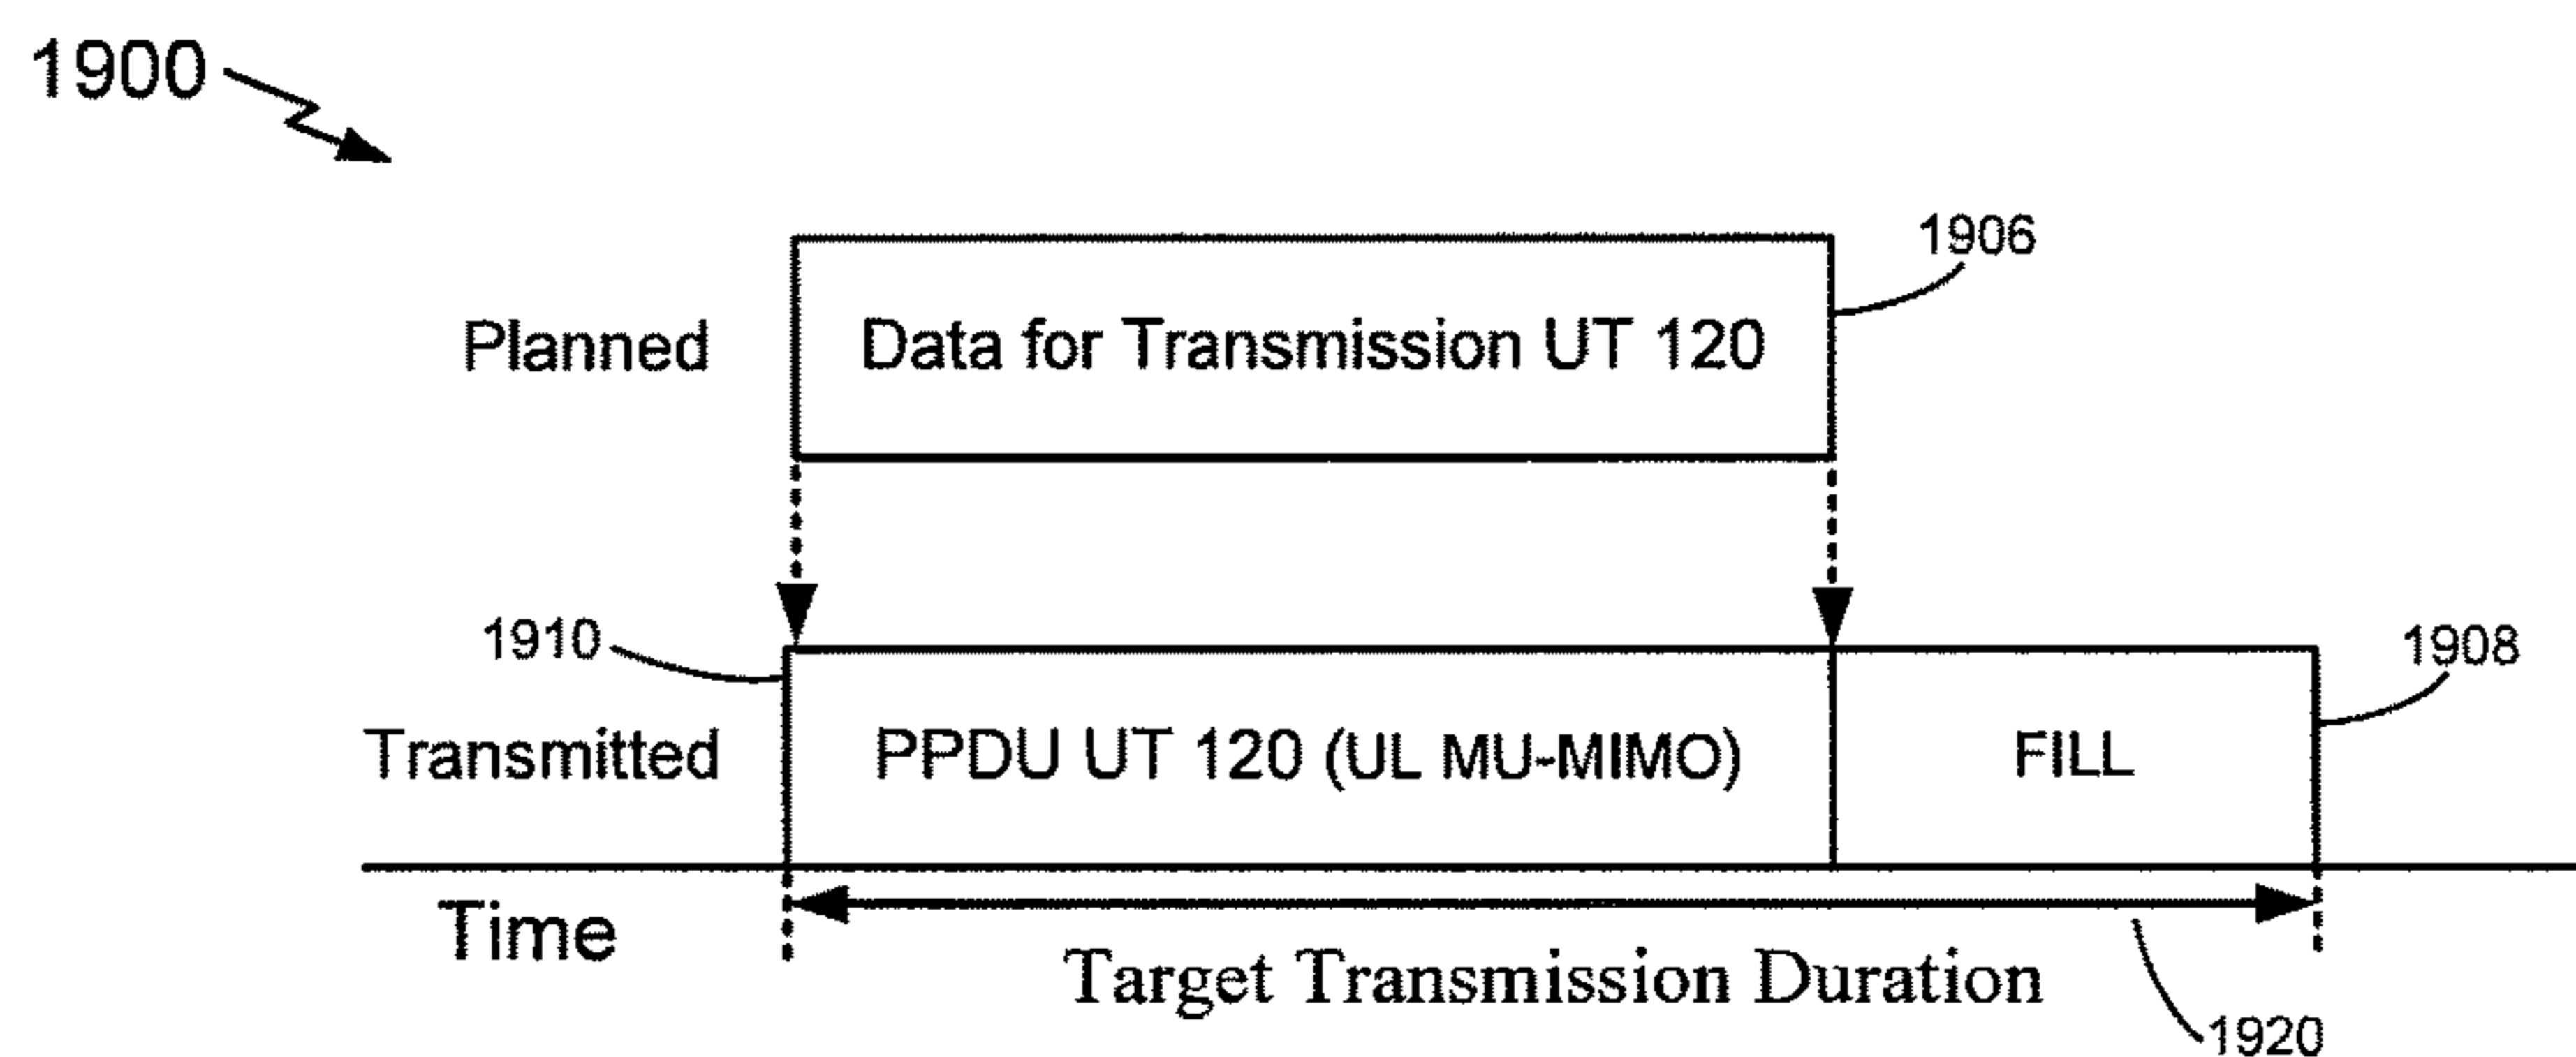 1900
1906
Planned
Data for Transmission UT 120
1910
1908
Transmitted
PPDU UT 120 (UL MU-MIMO)
FILL
Time
Target Transmission Duration
1920